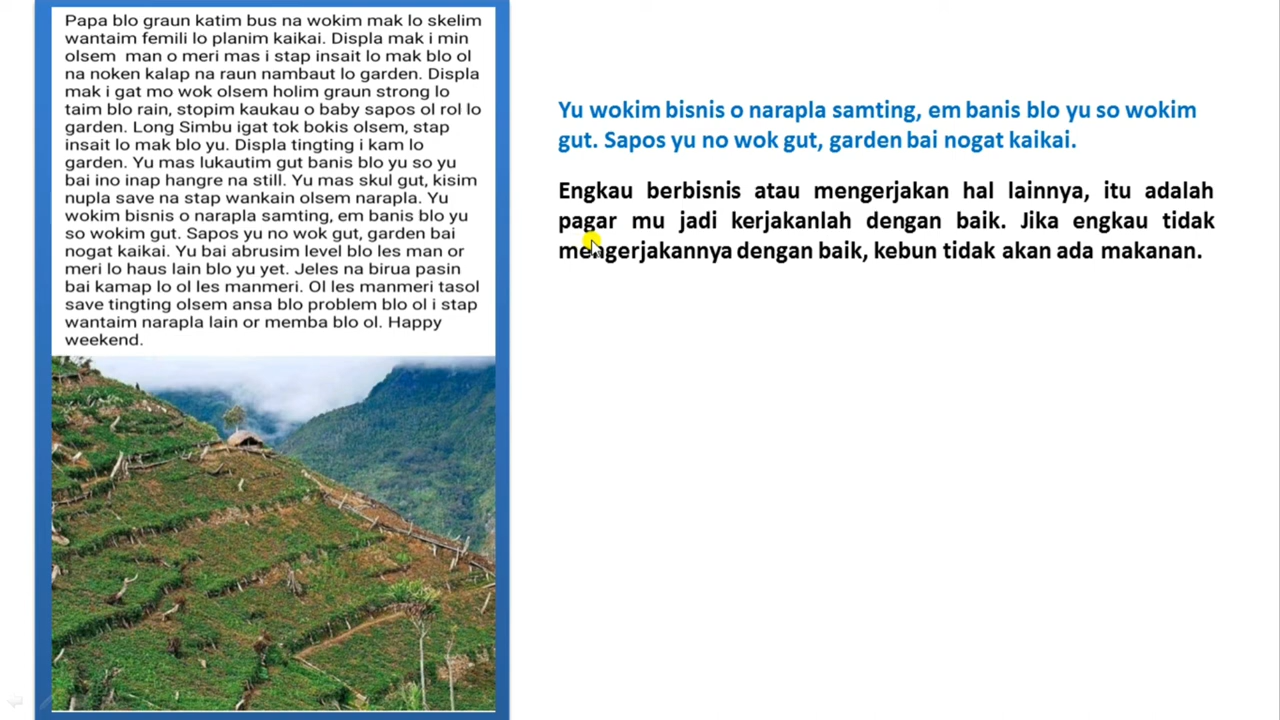 Papa blo graun katim bus na wokim mak lo skelim
wantaim femili lo planim kaikai. Displa mak i min
olsem man o meri mas i stap insait lo mak blo ol
na noken kalap na raun nambaut lo garden. Displa
mak i gat mo wok olsem holim graun strong lo
taim blo rain, stopim kaukau o baby sapos ol rol lo
garden. Long Simbu igat tok bokis olsem, stap
insait lo mak blo yu. Displa tingting i kam lo
garden. Yu mas lukautim gut banis blo yu so yu
bai ino inap hangre na still. Yu mas skul gut, kisim
nupla save na stap wankain olsem narapla. Yu
wokim bisnis o narapla samting, em banis blo yu
so wokim gut. Sapos yu no wok gut, garden bai
nogat kaikai. Yu bai abrusim level blo les man or
meri lo haus lain blo yu yet. Jeles na birua pasin
bai kamap lo ol les manmeri. Ol les manmeri tasol
save tingting olsem ansa blo problem blo ol i stap
wantaim narapla lain or memba blo ol. Happy
weekend.
Yu wokim bisnis o narapla samting, em banis blo yu so wokim
gut. Sapos yu no wok gut, garden bai nogat kaikai.
Engkau berbisnis atau mengerjakan hal lainnya, itu adalah
pagar mu jadi kerjakanlah dengan baik. Jika engkau tidak
mengerjakannya dengan baik, kebun tidak akan ada makanan.